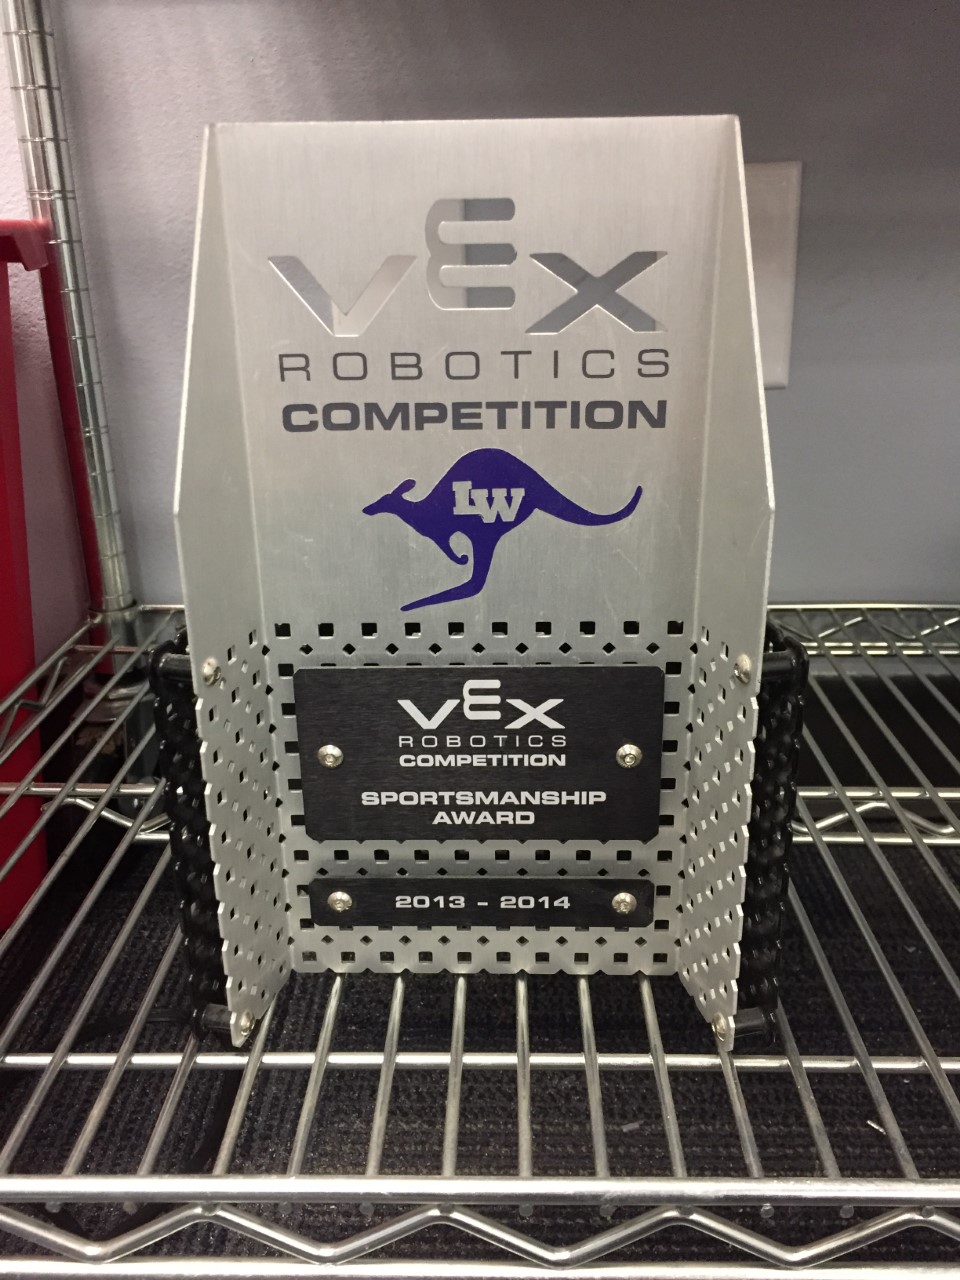 VEX
ROBOTICS
COMPETITION
LW
VEX
ROBOTICS
COMPETITION
SPORTSMANSHIP
AWARD
2013 - 2014